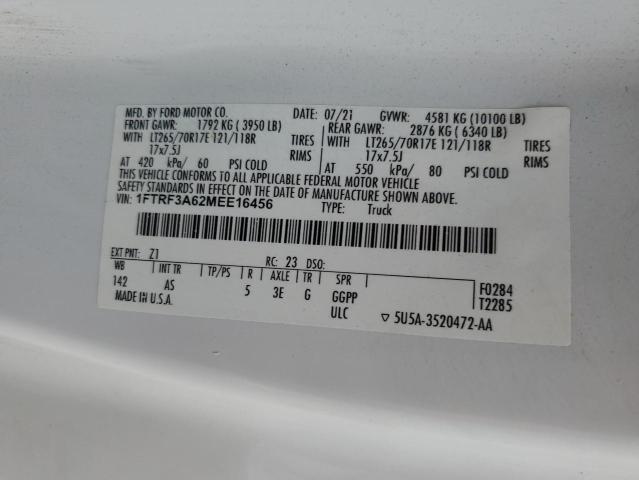 MFD. BY FORD MOTOR CO. 07/21 GVWR: 4581 KG (10100 LB)
FRONT GAWR: 1792 KG (3950 LB) REAR GAWR: 2876 KG (6340 LB)
WITH LT265/70R17E 121/118R TIRES WITH LT265/70R17E 121/118R TIRES
17x7.5J RIMS 17x7.5J RIMS
AT 420 kPa/ 60 PSI COLD AT 550 kPa/ 80 PSI COLD
THIS VEHICLE CONFORMS TO ALL APPLICABLE FEDERAL MOTOR VEHICLE
SAFETY STANDARDS IN EFFECT ON THE DATE OF MANUFACTURE SHOWN ABOVE.
VIN: 1FTRF3A62MEE16456 TYPE: Truck
EXT PNT: Z1 RC: 23 DSO:
WB INT TR TP/PS R AXLE TR SPR F0284
142 AS 5 3E G GGPP T2285
MADE IN U.S.A. ULC ▽ 5U5A-3520472-AA